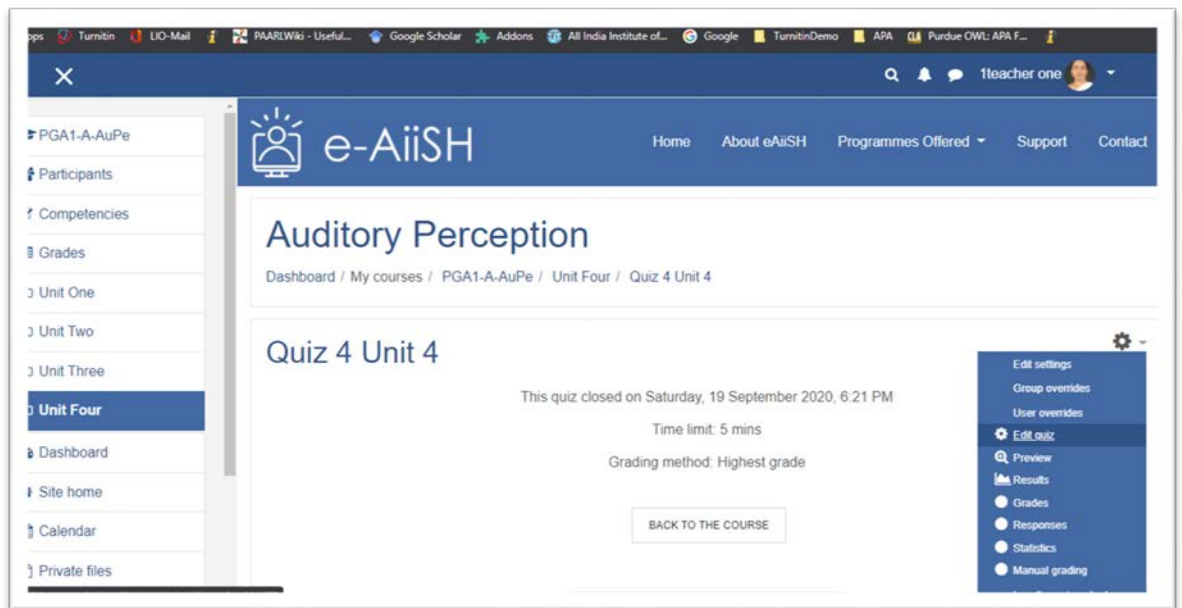 ops Turnitin LIO-Mail PAARLWiki - Useful... Google Scholar Addons All India Institute of... Google TurnitinDemo APA Purdue OWL: APA F...
1teacher one
e-AiiSH
Home About eAiiSH Programmes Offered Support Contact
PGA1-A-AuPe
Participants
Competencies
Grades
Unit One
Unit Two
Unit Three
Unit Four
Dashboard
Site home
Calendar
Private files
Auditory Perception
Dashboard / My courses / PGA1-A-AuPe / Unit Four / Quiz 4 Unit 4
Quiz 4 Unit 4
This quiz closed on Saturday, 19 September 2020, 6:21 PM
Time limit: 5 mins
Grading method: Highest grade
BACK TO THE COURSE
Edit settings
Group overrides
User overrides
Edit quiz
Preview
Results
Grades
Responses
Statistics
Manual grading